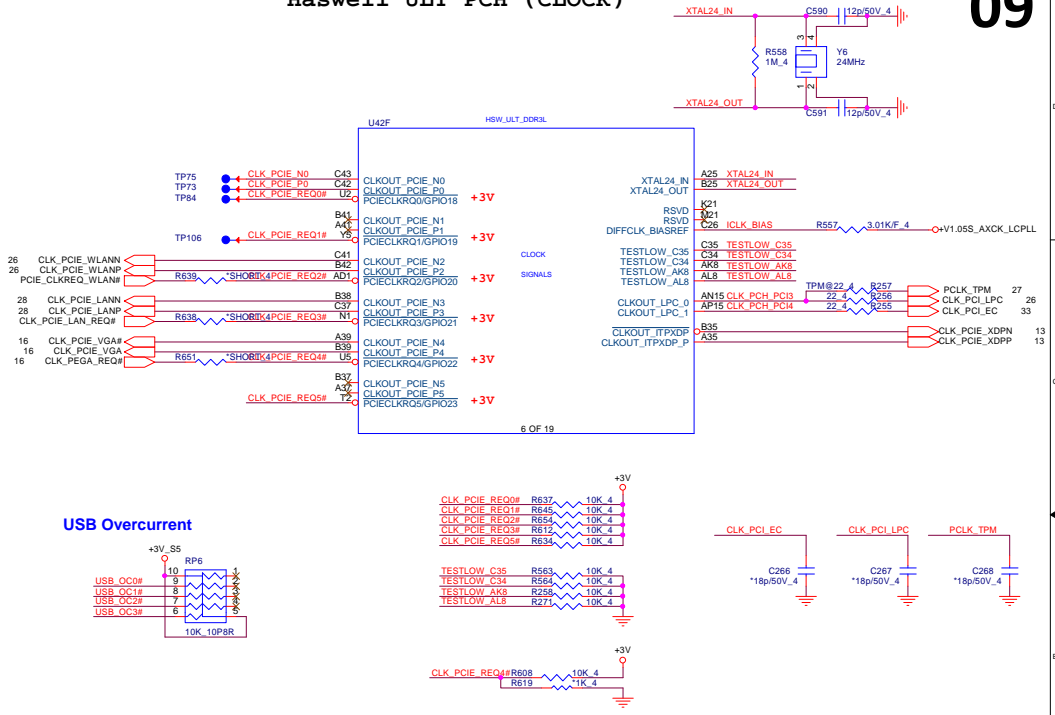 Haswell ULT PCH (CLOCK)
09
XTAL24_IN
C590
12p/50V_4
R558
1M_4
3
4
Y6
24MHz
1
2
XTAL24_OUT
C591
12p/50V_4
U42F
HSW_ULT_DDR3L
TP75
CLK_PCIE_N0
C43
CLKOUT_PCIE_N0
TP73
CLK_PCIE_P0
C42
CLKOUT_PCIE_P0
TP84
CLK_PCIE_REQ0#
U2
PCIECLKRQ0/GPIO18
+3V
B41
CLKOUT_PCIE_N1
A41
CLKOUT_PCIE_P1
TP106
CLK_PCIE_REQ1#
Y5
PCIECLKRQ1/GPIO19
+3V
26
CLK_PCIE_WLANN
C41
CLKOUT_PCIE_N2
26
CLK_PCIE_WLANP
B42
CLKOUT_PCIE_P2
PCIE_CLKREQ_WLAN#
R639
*SHORT_4
CLK_PCIE_REQ2#
AD1
PCIECLKRQ2/GPIO20
+3V
28
CLK_PCIE_LANN
B38
CLKOUT_PCIE_N3
28
CLK_PCIE_LANP
C37
CLKOUT_PCIE_P3
CLK_PCIE_LAN_REQ#
R638
*SHORT_4
CLK_PCIE_REQ3#
N1
PCIECLKRQ3/GPIO21
+3V
16
CLK_PCIE_VGA#
A39
CLKOUT_PCIE_N4
16
CLK_PCIE_VGA
B39
CLKOUT_PCIE_P4
16
CLK_PEGA_REQ#
R651
*SHORT_4
CLK_PCIE_REQ4#
U5
PCIECLKRQ4/GPIO22
+3V
B37
CLKOUT_PCIE_N5
A37
CLKOUT_PCIE_P5
CLK_PCIE_REQ5#
T2
PCIECLKRQ5/GPIO23
+3V
CLOCK
SIGNALS
6 OF 19
XTAL24_IN
A25
XTAL24_IN
XTAL24_OUT
B25
XTAL24_OUT
RSVD
K21
RSVD
M21
DIFFCLK_BIASREF
C26
ICLK_BIAS
R557
3.01K/F_4
+V1.05S_AXCK_LCPLL
TESTLOW_C35
C35
TESTLOW_C35
TESTLOW_C34
C34
TESTLOW_C34
TESTLOW_AK8
AK8
TESTLOW_AK8
TESTLOW_AL8
AL8
TESTLOW_AL8
TPM@22_4
R257
PCLK_TPM
27
CLKOUT_LPC_0
AN15
CLK_PCH_PCI3
22_4
R256
CLK_PCI_LPC
26
CLKOUT_LPC_1
AP15
CLK_PCH_PCI4
22_4
R255
CLK_PCI_EC
33
CLKOUT_ITPXDP
B35
CLK_PCIE_XDPN
13
CLKOUT_ITPXDP_P
A35
CLK_PCIE_XDPP
13
USB Overcurrent
+3V_S5
RP6
10
1
USB_OC0#
9
2
USB_OC1#
8
3
USB_OC2#
7
4
USB_OC3#
6
5
10K_10P8R
+3V
CLK_PCIE_REQ0#
R637
10K_4
CLK_PCIE_REQ1#
R645
10K_4
CLK_PCIE_REQ2#
R654
10K_4
CLK_PCIE_REQ3#
R612
10K_4
CLK_PCIE_REQ5#
R634
10K_4
TESTLOW_C35
R563
10K_4
TESTLOW_C34
R564
10K_4
TESTLOW_AK8
R258
10K_4
TESTLOW_AL8
R271
10K_4
+3V
CLK_PCIE_REQ4#
R608
10K_4
R619
*1K_4
CLK_PCI_EC
CLK_PCI_LPC
PCLK_TPM
C266
*18p/50V_4
C267
*18p/50V_4
C268
*18p/50V_4